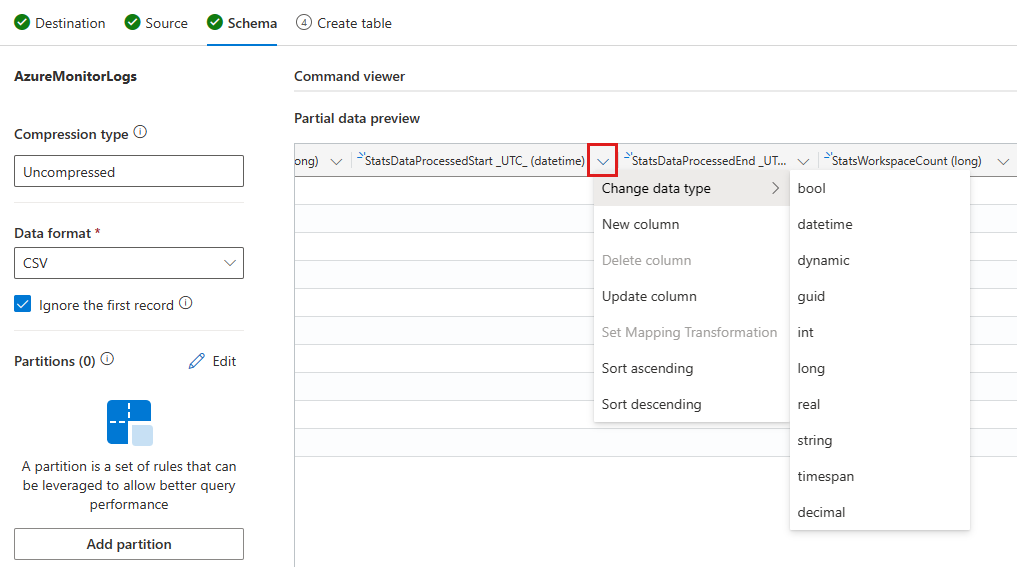 Destination
Source
Schema
4 Create table
AzureMonitorLogs
Compression type
Uncompressed
Data format *
CSV
Ignore the first record
Partitions (0)
Edit
A partition is a set of rules that can
be leveraged to allow better query
performance
Add partition
Command viewer
Partial data preview
ong)
StatsDataProcessedStart _UTC_ (datetime)
StatsDataProcessedEnd _UT...
StatsWorkspaceCount (long)
Change data type
New column
Delete column
Update column
Set Mapping Transformation
Sort ascending
Sort descending
bool
datetime
dynamic
guid
int
long
real
string
timespan
decimal